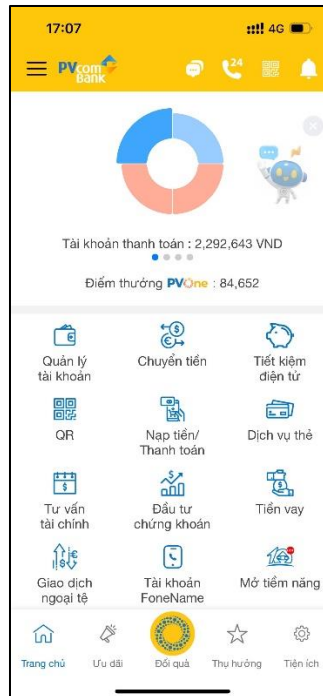 17:07
4G
PVcomBank
24
Tài khoản thanh toán : 2,292,643 VND
Điểm thưởng PVOne : 84,652
Quản lý
tài khoản
Chuyển tiền
Tiết kiệm
điện tử
QR
Nạp tiền/
Thanh toán
Dịch vụ thẻ
Tư vấn
tài chính
Đầu tư
chứng khoán
Tiền vay
Giao dịch
ngoại tệ
Tài khoản
FoneName
Mở tiềm năng
Trang chủ
Ưu đãi
Đổi quà
Thụ hưởng
Tiện ích